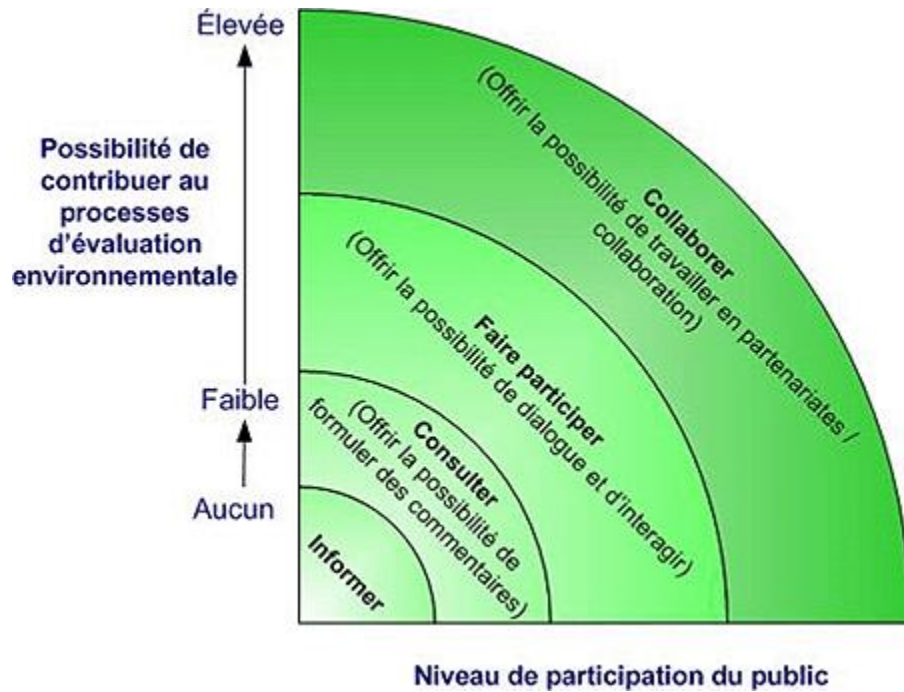 Élevée
Possibilité de
contribuer au
processes
d'évaluation
environnementale
Faible
Aucun
Collaborer
(Offrir la possibilité de travailler en partenariates /
collaboration)
Faire participer
(Offrir la possibilité de dialogue et d'interagir)
Consulter
(Offrir la possibilité de
formuler des commentaires)
Informer
Niveau de participation du public